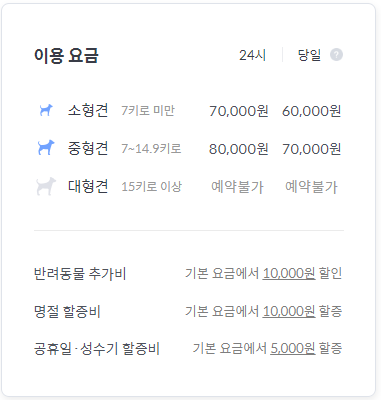 이용 요금 24시 당일 ?
소형견 7키로 미만 70,000원 60,000원
중형견 7~14.9키로 80,000원 70,000원
대형견 15키로 이상 예약불가 예약불가
반려동물 추가비 기본 요금에서 10,000원 할인
명절 할증비 기본 요금에서 10,000원 할증
공휴일·성수기 할증비 기본 요금에서 5,000원 할증